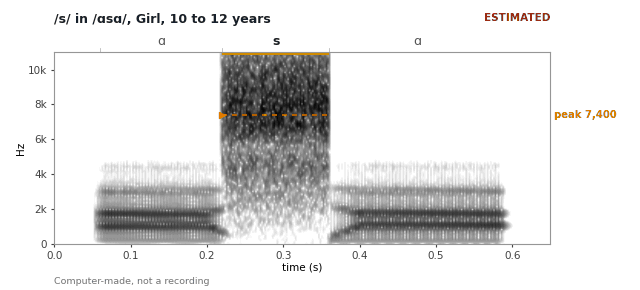 /s/ in /ɑsɑ/, Girl, 10 to 12 years
ESTIMATED
ɑ s ɑ
10k
8k
6k
4k
2k
0
Hz
peak 7,400
0.0 0.1 0.2 0.3 0.4 0.5 0.6
time (s)
Computer-made, not a recording